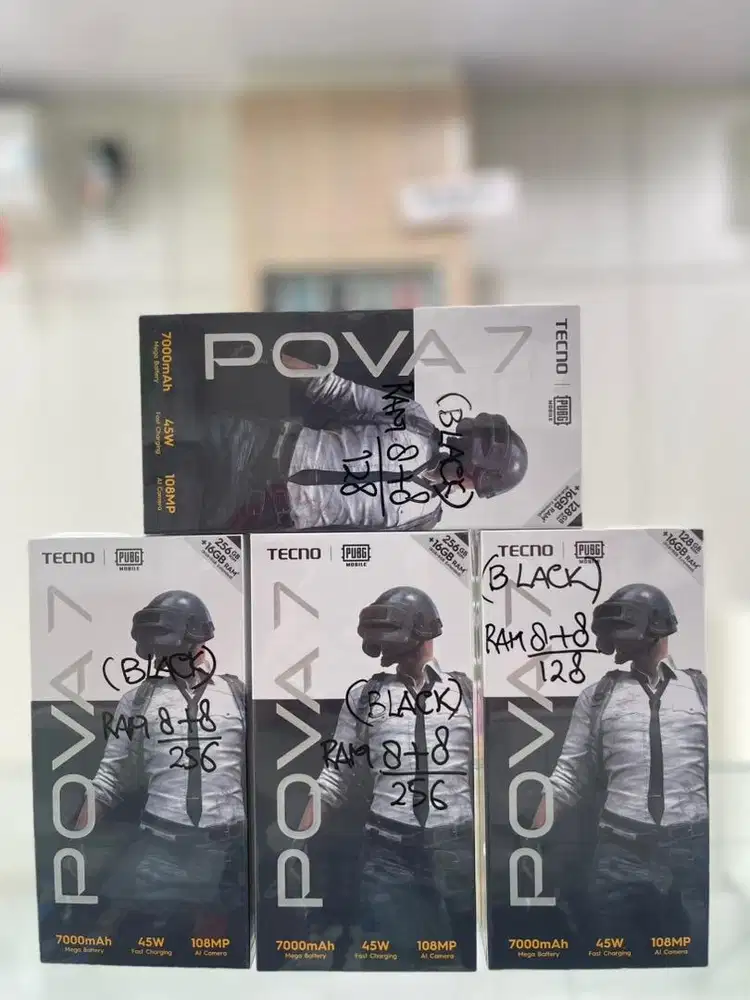 POVA 7
TECNO | PUBG MOBILE
7000mAh
Mega Battery
45W
Fast Charging
108MP
AI Camera
(BLACK)
RAM 8+8
128
128GB
+16GB RAM*
TECNO | PUBG MOBILE
256GB
+16GB RAM*
POVA 7
(BLACK)
RAM 8+8
256
7000mAh 45W 108MP
Mega Battery Fast Charging AI Camera
TECNO | PUBG MOBILE
256GB
+16GB RAM*
POVA 7
(BLACK)
RAM 8+8
256
7000mAh 45W 108MP
Mega Battery Fast Charging AI Camera
TECNO | PUBG MOBILE
128GB
+16GB RAM*
(BLACK)
RAM 8+8
128
POVA 7
7000mAh 45W 108MP
Mega Battery Fast Charging AI Camera